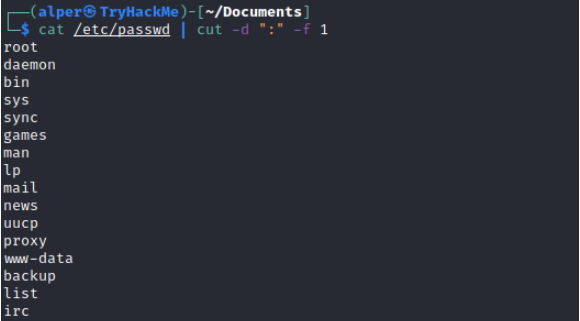 (alper㉿TryHackMe)-[~/Documents]
$ cat /etc/passwd | cut -d ":" -f 1
root
daemon
bin
sys
sync
games
man
lp
mail
news
uucp
proxy
www-data
backup
list
irc